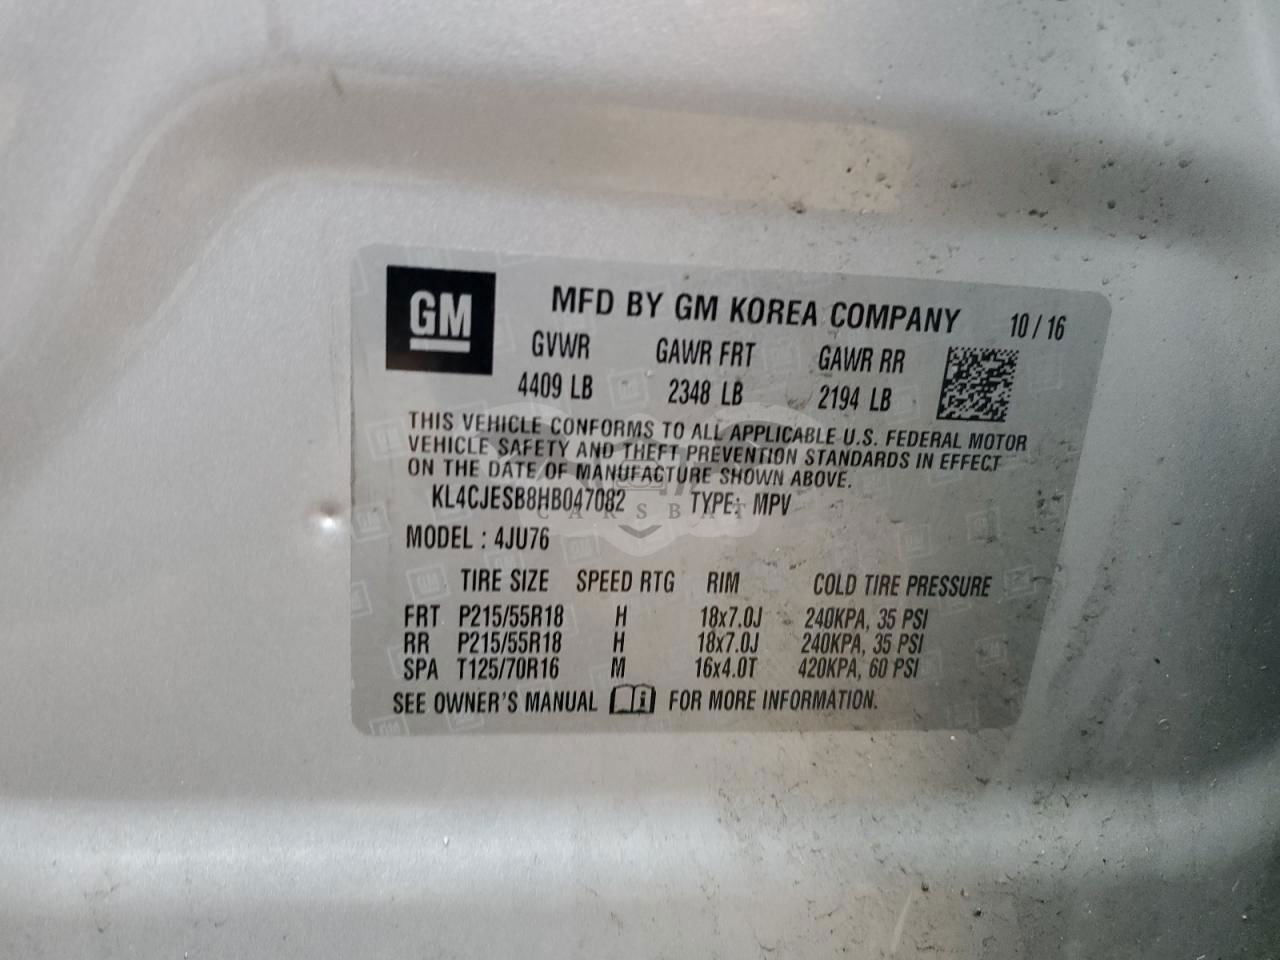 GM MFD BY GM KOREA COMPANY 10 / 16
GVWR GAWR FRT GAWR RR
4409 LB 2348 LB 2194 LB
THIS VEHICLE CONFORMS TO ALL APPLICABLE U.S. FEDERAL MOTOR
VEHICLE SAFETY AND THEFT PREVENTION STANDARDS IN EFFECT
ON THE DATE OF MANUFACTURE SHOWN ABOVE.
KL4CJESB8HB047082 TYPE: MPV
CARSBAT
MODEL : 4JU76
TIRE SIZE SPEED RTG RIM COLD TIRE PRESSURE
FRT P215/55R18 H 18x7.0J 240KPA, 35 PSI
RR P215/55R18 H 18x7.0J 240KPA, 35 PSI
SPA T125/70R16 M 16x4.0T 420KPA, 60 PSI
SEE OWNER'S MANUAL i FOR MORE INFORMATION.